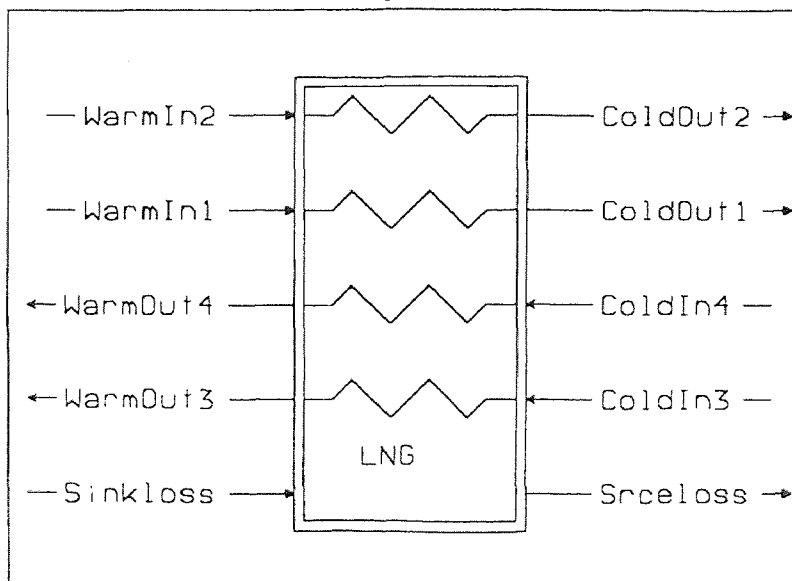 WarmIn2 ColdOut2
WarmIn1 ColdOut1
WarmOut4 ColdIn4
WarmOut3 ColdIn3
LNG
Sinkloss Srceloss